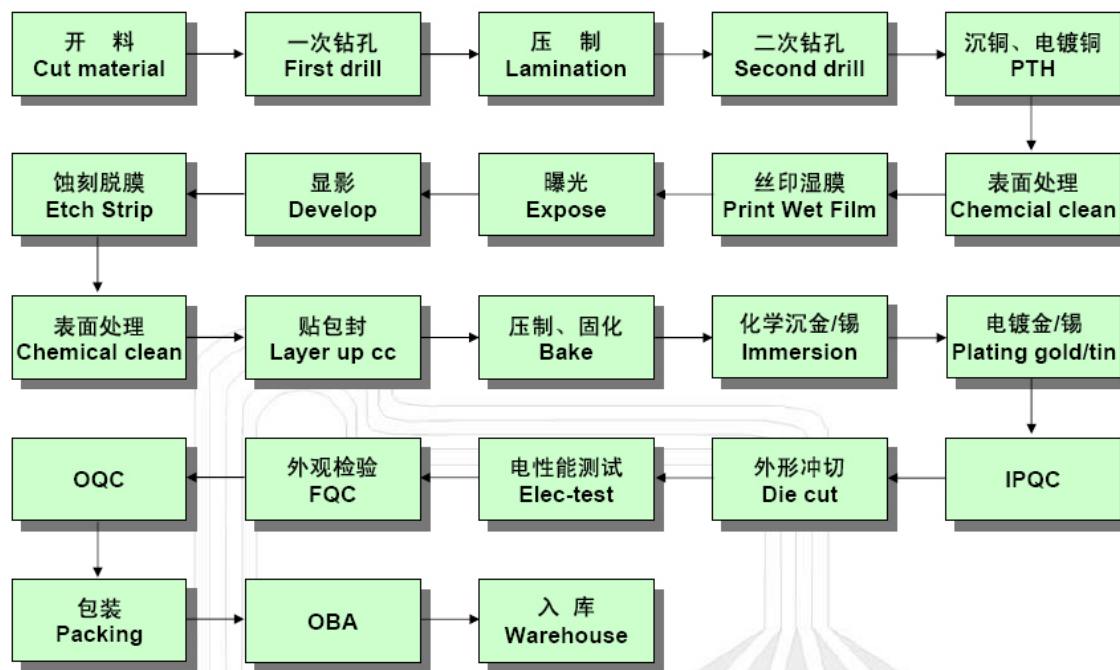 开 料
Cut material
一次钻孔
First drill
压 制
Lamination
二次钻孔
Second drill
沉铜、电镀铜
PTH
表面处理
Chemcial clean
丝印湿膜
Print Wet Film
曝光
Expose
显影
Develop
蚀刻脱膜
Etch Strip
表面处理
Chemical clean
贴包封
Layer up cc
压制、固化
Bake
化学沉金/锡
Immersion
电镀金/锡
Plating gold/tin
IPQC
外形冲切
Die cut
电性能测试
Elec-test
外观检验
FQC
OQC
包装
Packing
OBA
入 库
Warehouse